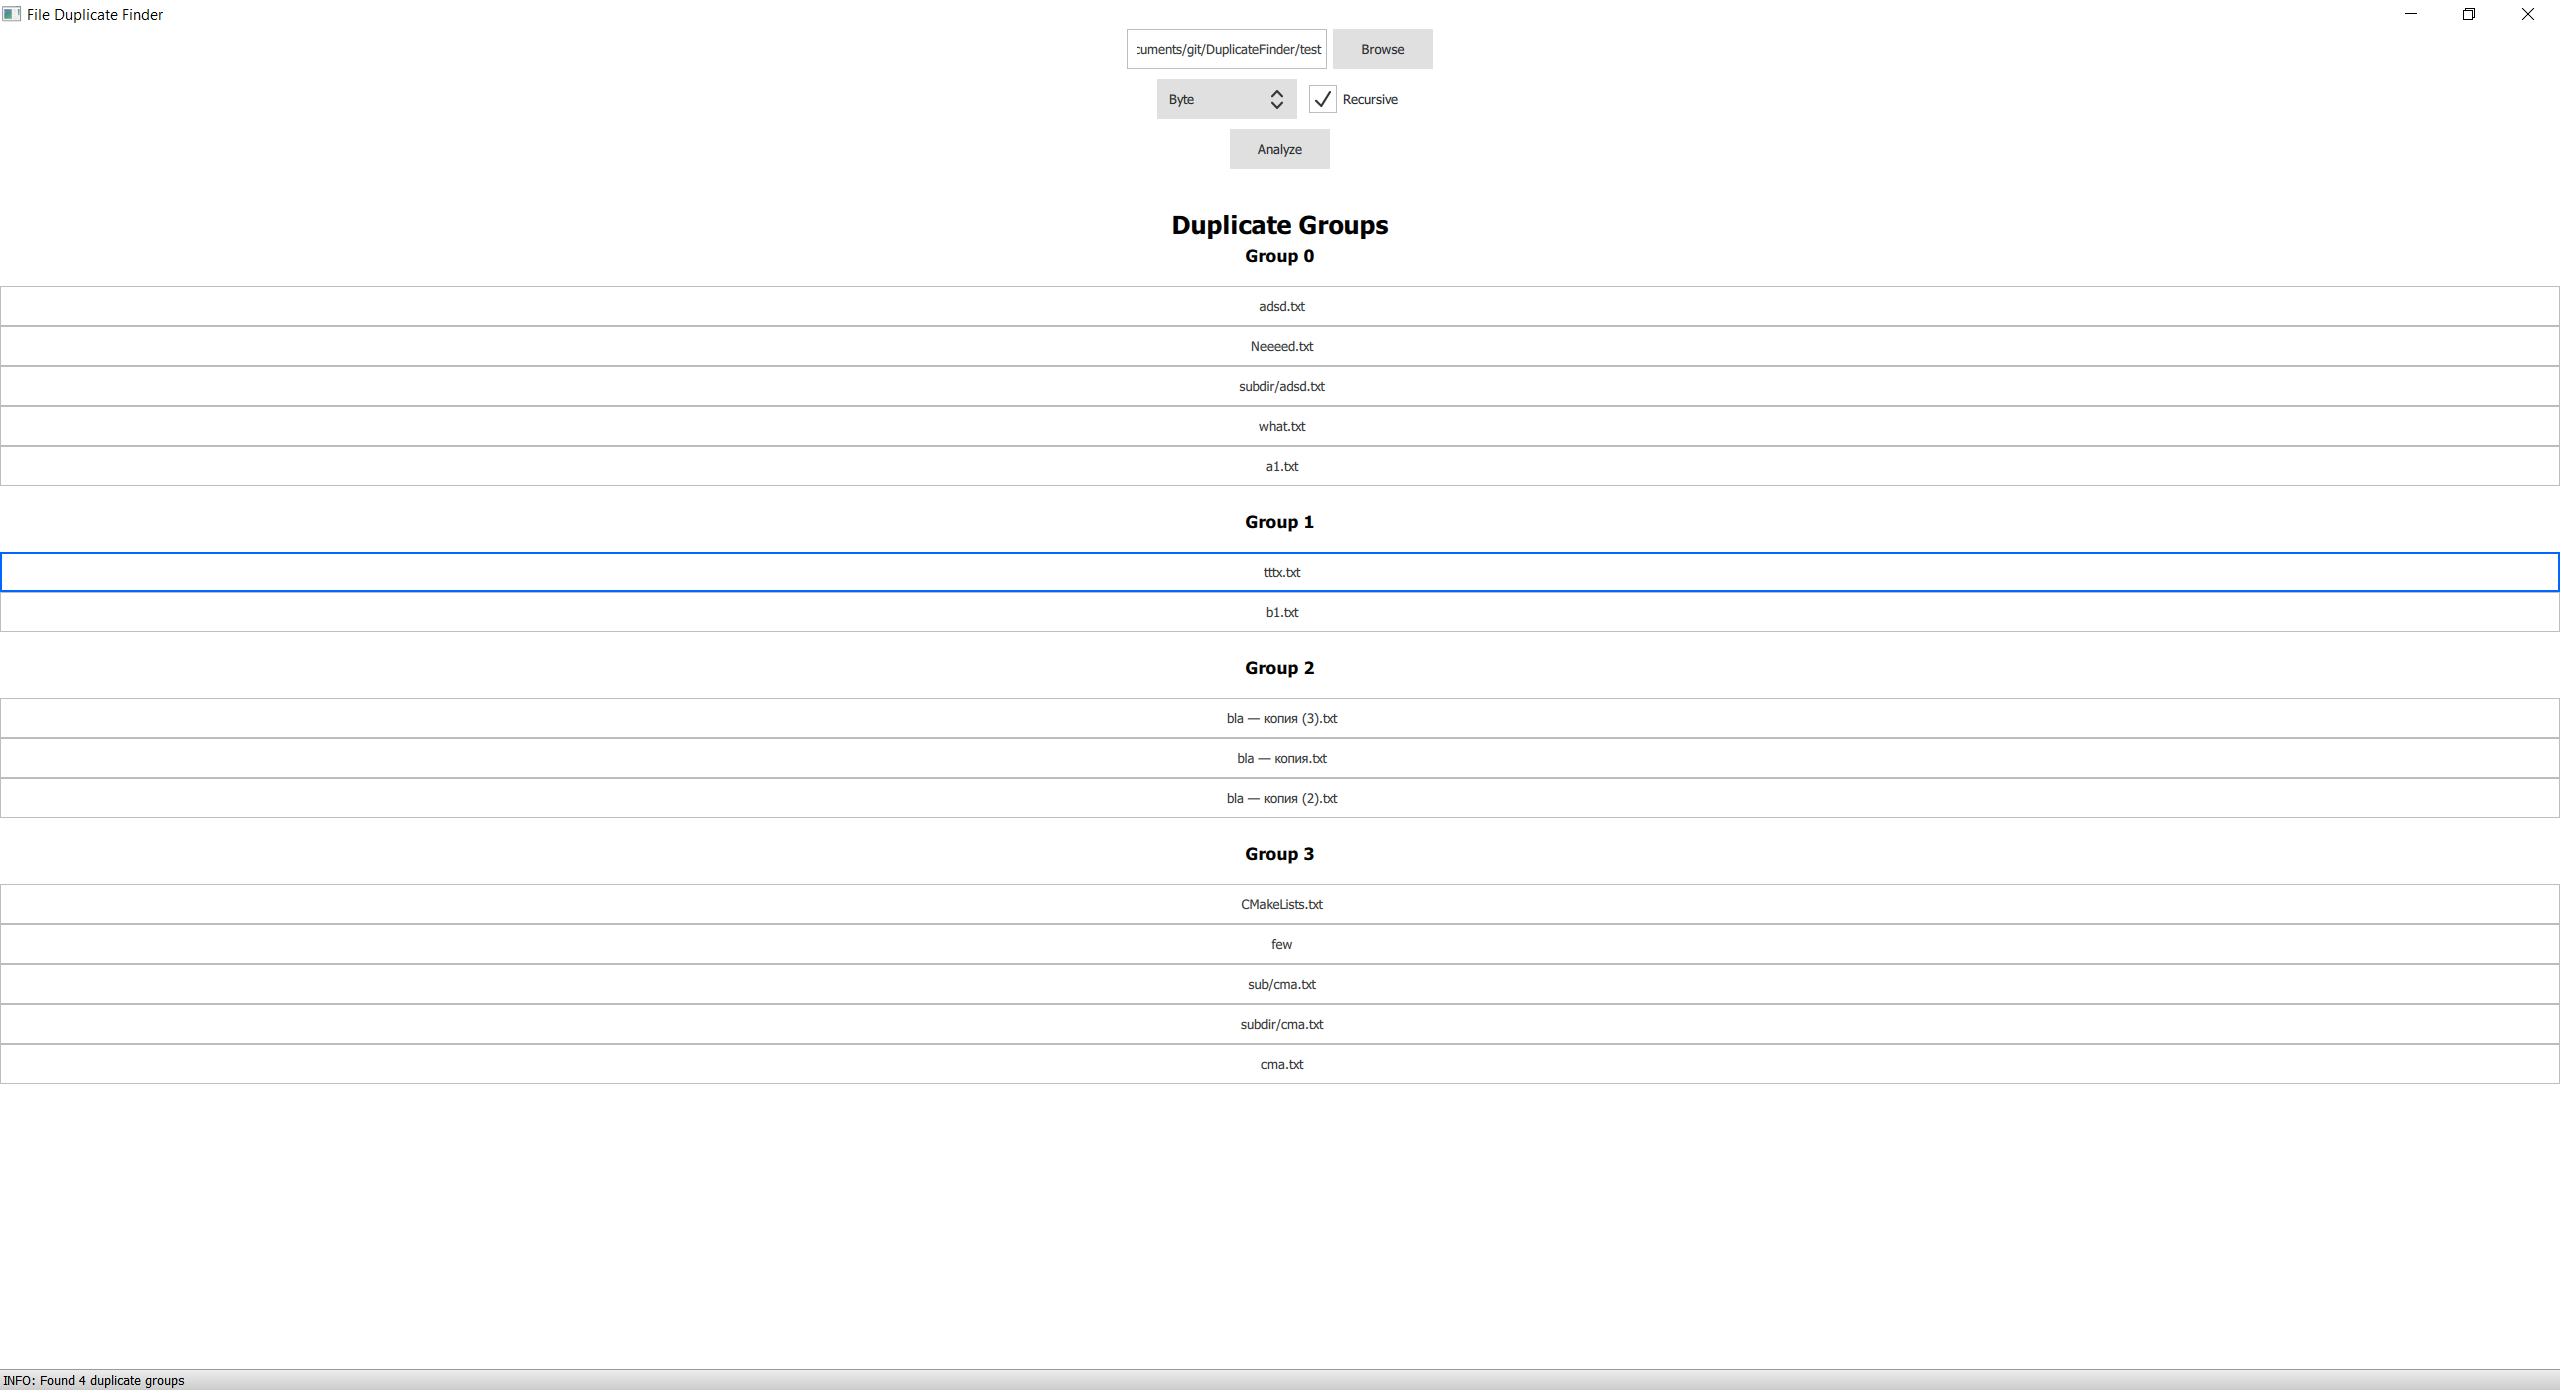 File Duplicate Finder
cuments/git/DuplicateFinder/test Browse
Byte Recursive
Analyze
Duplicate Groups
Group 0
adsd.txt
Neeeed.txt
subdir/adsd.txt
what.txt
a1.txt
Group 1
tttx.txt
b1.txt
Group 2
bla — копия (3).txt
bla — копия.txt
bla — копия (2).txt
Group 3
CMakeLists.txt
few
sub/cma.txt
subdir/cma.txt
cma.txt
INFO: Found 4 duplicate groups